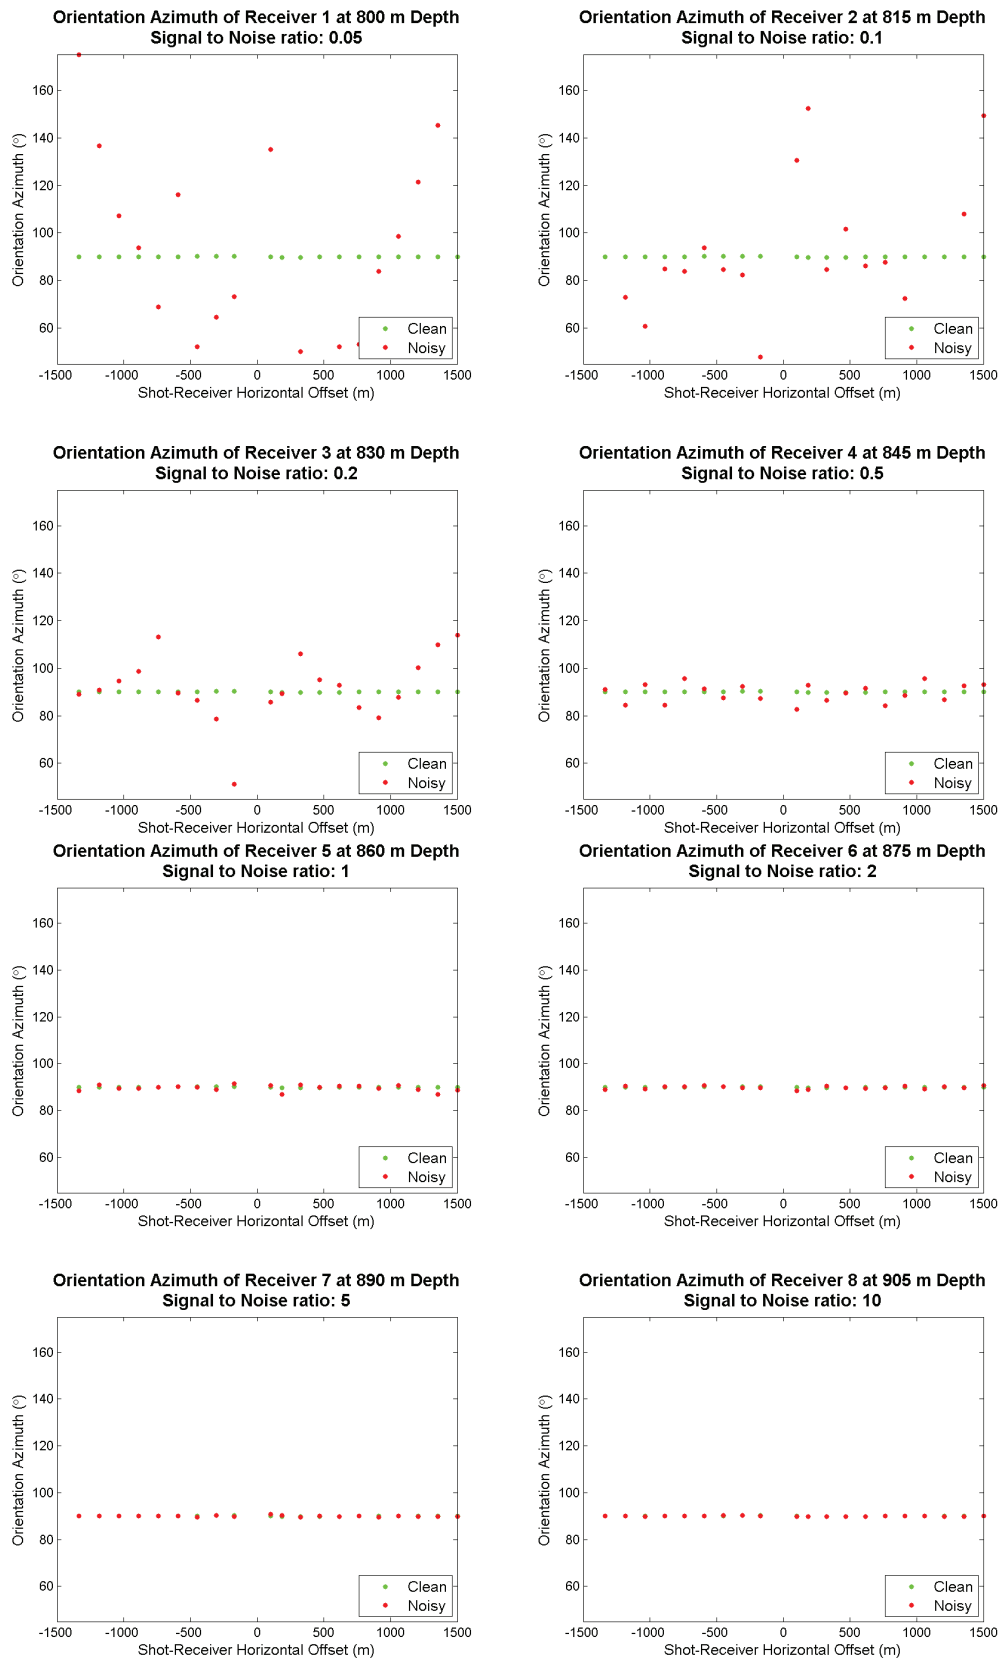 Orientation Azimuth of Receiver 1 at 800 m Depth
Signal to Noise ratio: 0.05
160
140
120
100
80
60
Orientation Azimuth (°)
Clean
Noisy
-1500 -1000 -500 0 500 1000 1500
Shot-Receiver Horizontal Offset (m)
Orientation Azimuth of Receiver 2 at 815 m Depth
Signal to Noise ratio: 0.1
160
140
120
100
80
60
Orientation Azimuth (°)
Clean
Noisy
-1500 -1000 -500 0 500 1000 1500
Shot-Receiver Horizontal Offset (m)
Orientation Azimuth of Receiver 3 at 830 m Depth
Signal to Noise ratio: 0.2
160
140
120
100
80
60
Orientation Azimuth (°)
Clean
Noisy
-1500 -1000 -500 0 500 1000 1500
Shot-Receiver Horizontal Offset (m)
Orientation Azimuth of Receiver 4 at 845 m Depth
Signal to Noise ratio: 0.5
160
140
120
100
80
60
Orientation Azimuth (°)
Clean
Noisy
-1500 -1000 -500 0 500 1000 1500
Shot-Receiver Horizontal Offset (m)
Orientation Azimuth of Receiver 5 at 860 m Depth
Signal to Noise ratio: 1
160
140
120
100
80
60
Orientation Azimuth (°)
Clean
Noisy
-1500 -1000 -500 0 500 1000 1500
Shot-Receiver Horizontal Offset (m)
Orientation Azimuth of Receiver 6 at 875 m Depth
Signal to Noise ratio: 2
160
140
120
100
80
60
Orientation Azimuth (°)
Clean
Noisy
-1500 -1000 -500 0 500 1000 1500
Shot-Receiver Horizontal Offset (m)
Orientation Azimuth of Receiver 7 at 890 m Depth
Signal to Noise ratio: 5
160
140
120
100
80
60
Orientation Azimuth (°)
Clean
Noisy
-1500 -1000 -500 0 500 1000 1500
Shot-Receiver Horizontal Offset (m)
Orientation Azimuth of Receiver 8 at 905 m Depth
Signal to Noise ratio: 10
160
140
120
100
80
60
Orientation Azimuth (°)
Clean
Noisy
-1500 -1000 -500 0 500 1000 1500
Shot-Receiver Horizontal Offset (m)